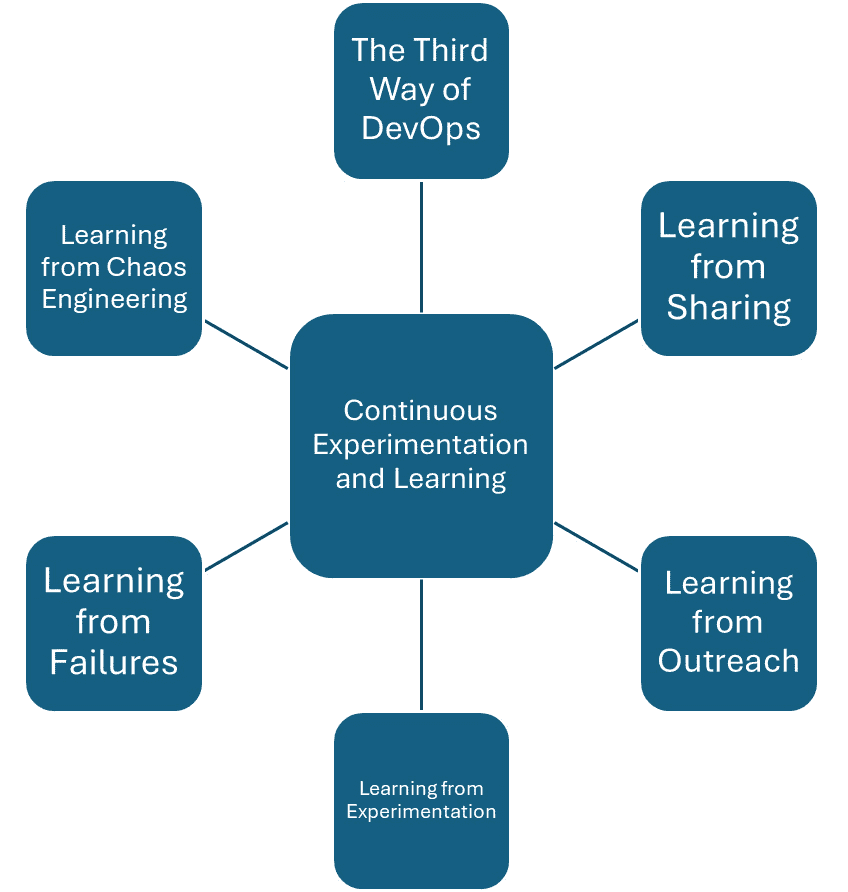 The Third
Way of
DevOps
Learning
from Sharing
Learning
from
Outreach
Learning from
Experimentation
Learning
from
Failures
Learning
from Chaos
Engineering
Continuous
Experimentation
and Learning